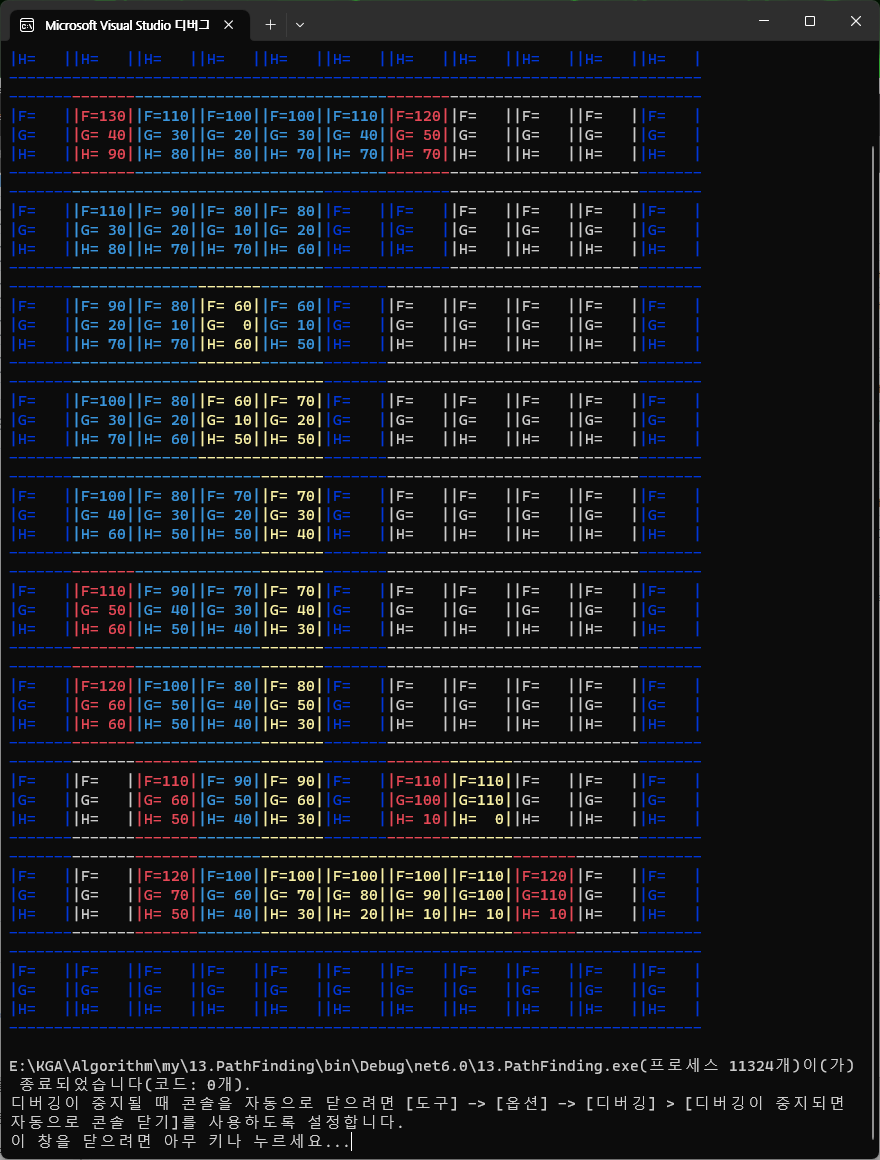 Microsoft Visual Studio 디버그
|H=   ||H=   ||H=   ||H=   ||H=   ||H=   ||H=   ||H=   ||H=   ||H=   ||H=   |
|F=   ||F=130||F=110||F=100||F=100||F=110||F=120||F=   ||F=   ||F=   ||F=   |
|G=   ||G= 40||G= 30||G= 20||G= 30||G= 40||G= 50||G=   ||G=   ||G=   ||G=   |
|H=   ||H= 90||H= 80||H= 80||H= 70||H= 70||H= 70||H=   ||H=   ||H=   ||H=   |
|F=   ||F=110||F= 90||F= 80||F= 80||F=   ||F=   ||F=   ||F=   ||F=   ||F=   |
|G=   ||G= 30||G= 20||G= 10||G= 20||G=   ||G=   ||G=   ||G=   ||G=   ||G=   |
|H=   ||H= 80||H= 70||H= 70||H= 60||H=   ||H=   ||H=   ||H=   ||H=   ||H=   |
|F=   ||F= 90||F= 80||F= 60||F= 60||F=   ||F=   ||F=   ||F=   ||F=   ||F=   |
|G=   ||G= 20||G= 10||G=  0||G= 10||G=   ||G=   ||G=   ||G=   ||G=   ||G=   |
|H=   ||H= 70||H= 70||H= 60||H= 50||H=   ||H=   ||H=   ||H=   ||H=   ||H=   |
|F=   ||F=100||F= 80||F= 60||F= 70||F=   ||F=   ||F=   ||F=   ||F=   ||F=   |
|G=   ||G= 30||G= 20||G= 10||G= 20||G=   ||G=   ||G=   ||G=   ||G=   ||G=   |
|H=   ||H= 70||H= 60||H= 50||H= 50||H=   ||H=   ||H=   ||H=   ||H=   ||H=   |
|F=   ||F=100||F= 80||F= 70||F= 70||F=   ||F=   ||F=   ||F=   ||F=   ||F=   |
|G=   ||G= 40||G= 30||G= 20||G= 30||G=   ||G=   ||G=   ||G=   ||G=   ||G=   |
|H=   ||H= 60||H= 50||H= 50||H= 40||H=   ||H=   ||H=   ||H=   ||H=   ||H=   |
|F=   ||F=110||F= 90||F= 70||F= 70||F=   ||F=   ||F=   ||F=   ||F=   ||F=   |
|G=   ||G= 50||G= 40||G= 30||G= 40||G=   ||G=   ||G=   ||G=   ||G=   ||G=   |
|H=   ||H= 60||H= 50||H= 40||H= 30||H=   ||H=   ||H=   ||H=   ||H=   ||H=   |
|F=   ||F=120||F=100||F= 80||F= 80||F=   ||F=   ||F=   ||F=   ||F=   ||F=   |
|G=   ||G= 60||G= 50||G= 40||G= 50||G=   ||G=   ||G=   ||G=   ||G=   ||G=   |
|H=   ||H= 60||H= 50||H= 40||H= 30||H=   ||H=   ||H=   ||H=   ||H=   ||H=   |
|F=   ||F=   ||F=110||F= 90||F= 90||F=   ||F=110||F=110||F=   ||F=   ||F=   |
|G=   ||G=   ||G= 60||G= 50||G= 60||G=   ||G=100||G=110||G=   ||G=   ||G=   |
|H=   ||H=   ||H= 50||H= 40||H= 30||H=   ||H= 10||H=  0||H=   ||H=   ||H=   |
|F=   ||F=   ||F=120||F=100||F=100||F=100||F=100||F=110||F=120||F=   ||F=   |
|G=   ||G=   ||G= 70||G= 60||G= 70||G= 80||G= 90||G=100||G=110||G=   ||G=   |
|H=   ||H=   ||H= 50||H= 40||H= 30||H= 20||H= 10||H= 10||H= 10||H=   ||H=   |
|F=   ||F=   ||F=   ||F=   ||F=   ||F=   ||F=   ||F=   ||F=   ||F=   ||F=   |
|G=   ||G=   ||G=   ||G=   ||G=   ||G=   ||G=   ||G=   ||G=   ||G=   ||G=   |
|H=   ||H=   ||H=   ||H=   ||H=   ||H=   ||H=   ||H=   ||H=   ||H=   ||H=   |
E:\KGA\Algorithm\my\13.PathFinding\bin\Debug\net6.0\13.PathFinding.exe(프로세스 11324개)이(가)
종료되었습니다(코드: 0개).
디버깅이 중지될 때 콘솔을 자동으로 닫으려면 [도구] -> [옵션] -> [디버깅] > [디버깅이 중지되면
자동으로 콘솔 닫기]를 사용하도록 설정합니다.
이 창을 닫으려면 아무 키나 누르세요...